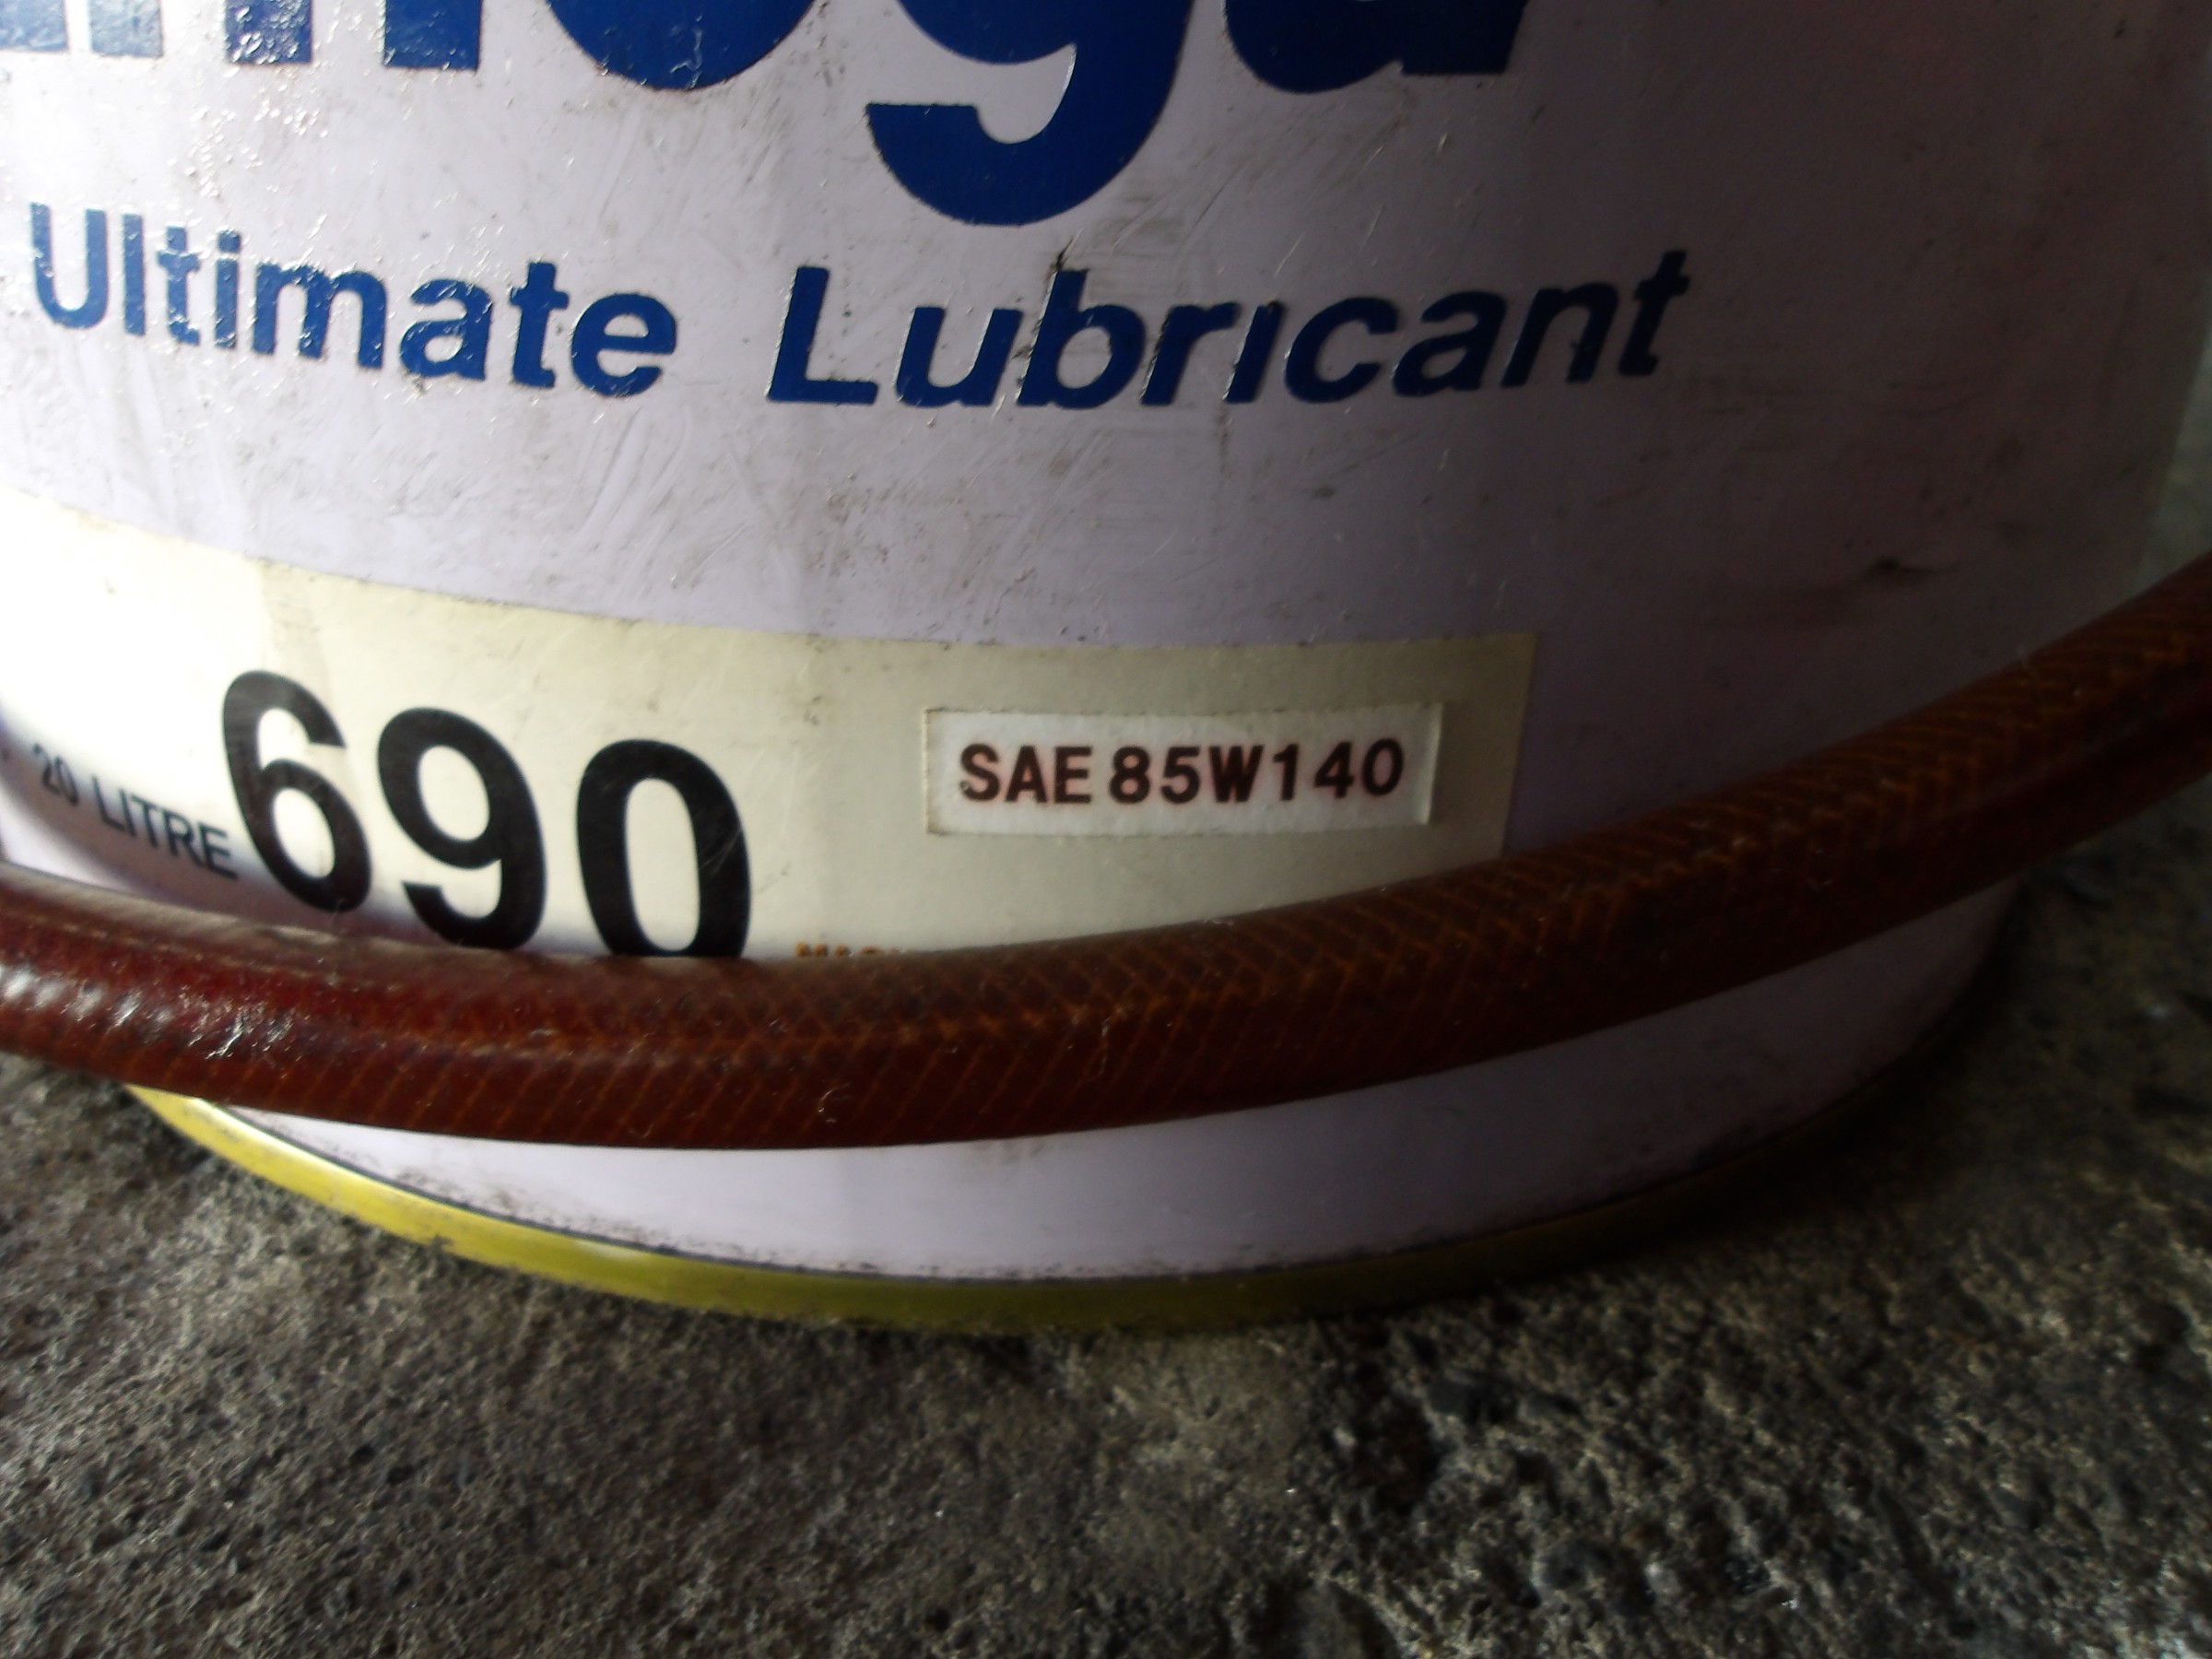 Ultimate Lubricant
20 LITRE 690 SAE 85W140